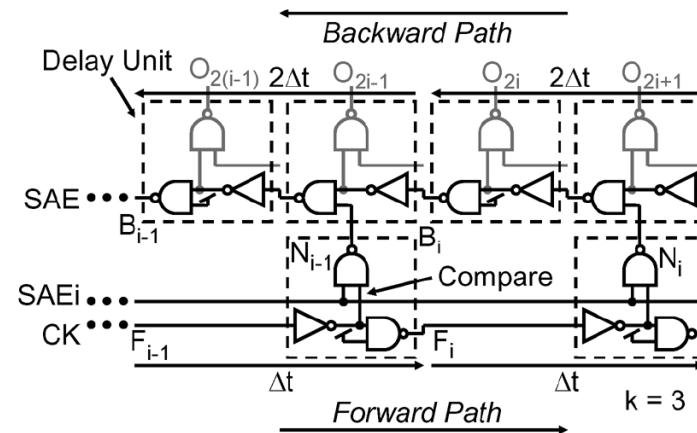 Backward Path
Delay Unit
O2(i-1) 2Δt O2i-1 O2i 2Δt O2i+1
SAE
Bi-1 Bi
Ni-1 Compare Ni
SAEi
CK
Fi-1 Fi
Δt Δt
k = 3
Forward Path